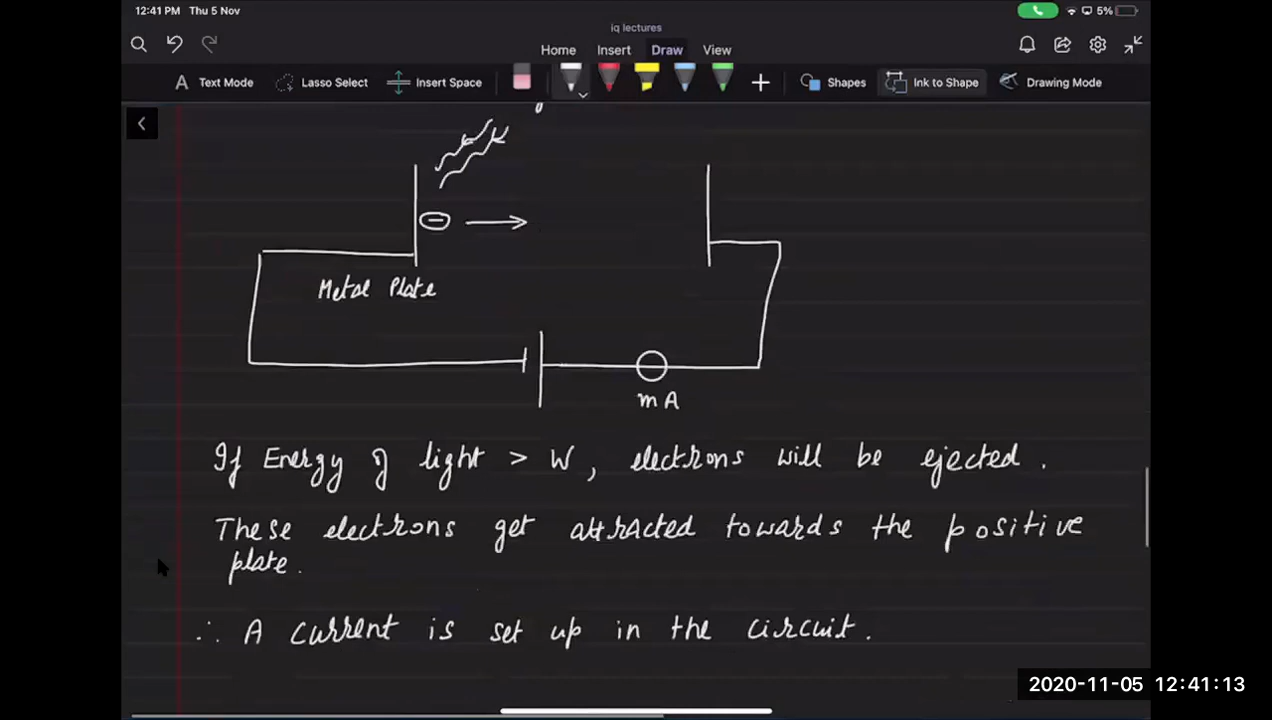 12:41 PM Thu 5 Nov
5%
iq lectures
Home Insert Draw View
Text Mode Lasso Select Insert Space Shapes Ink to Shape Drawing Mode
Metal Plate
mA
If Energy of light > W, electrons will be ejected.
These electrons get attracted towards the positive
plate.
∴ A current is set up in the circuit.
2020-11-05 12:41:13